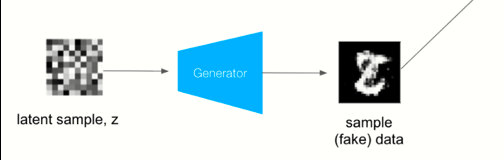 Generator
latent sample, z
sample
(fake) data